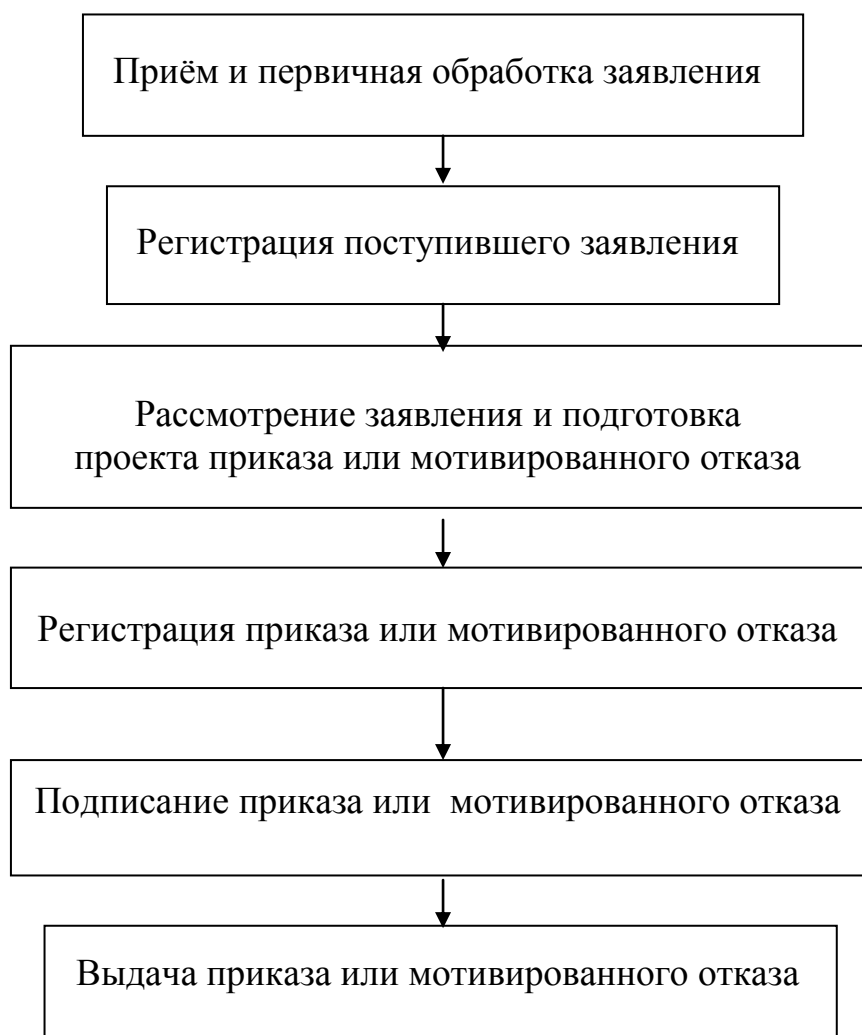 Приём и первичная обработка заявления
Регистрация поступившего заявления
Рассмотрение заявления и подготовка
проекта приказа или мотивированного отказа
Регистрация приказа или мотивированного отказа
Подписание приказа или  мотивированного отказа
Выдача приказа или мотивированного отказа